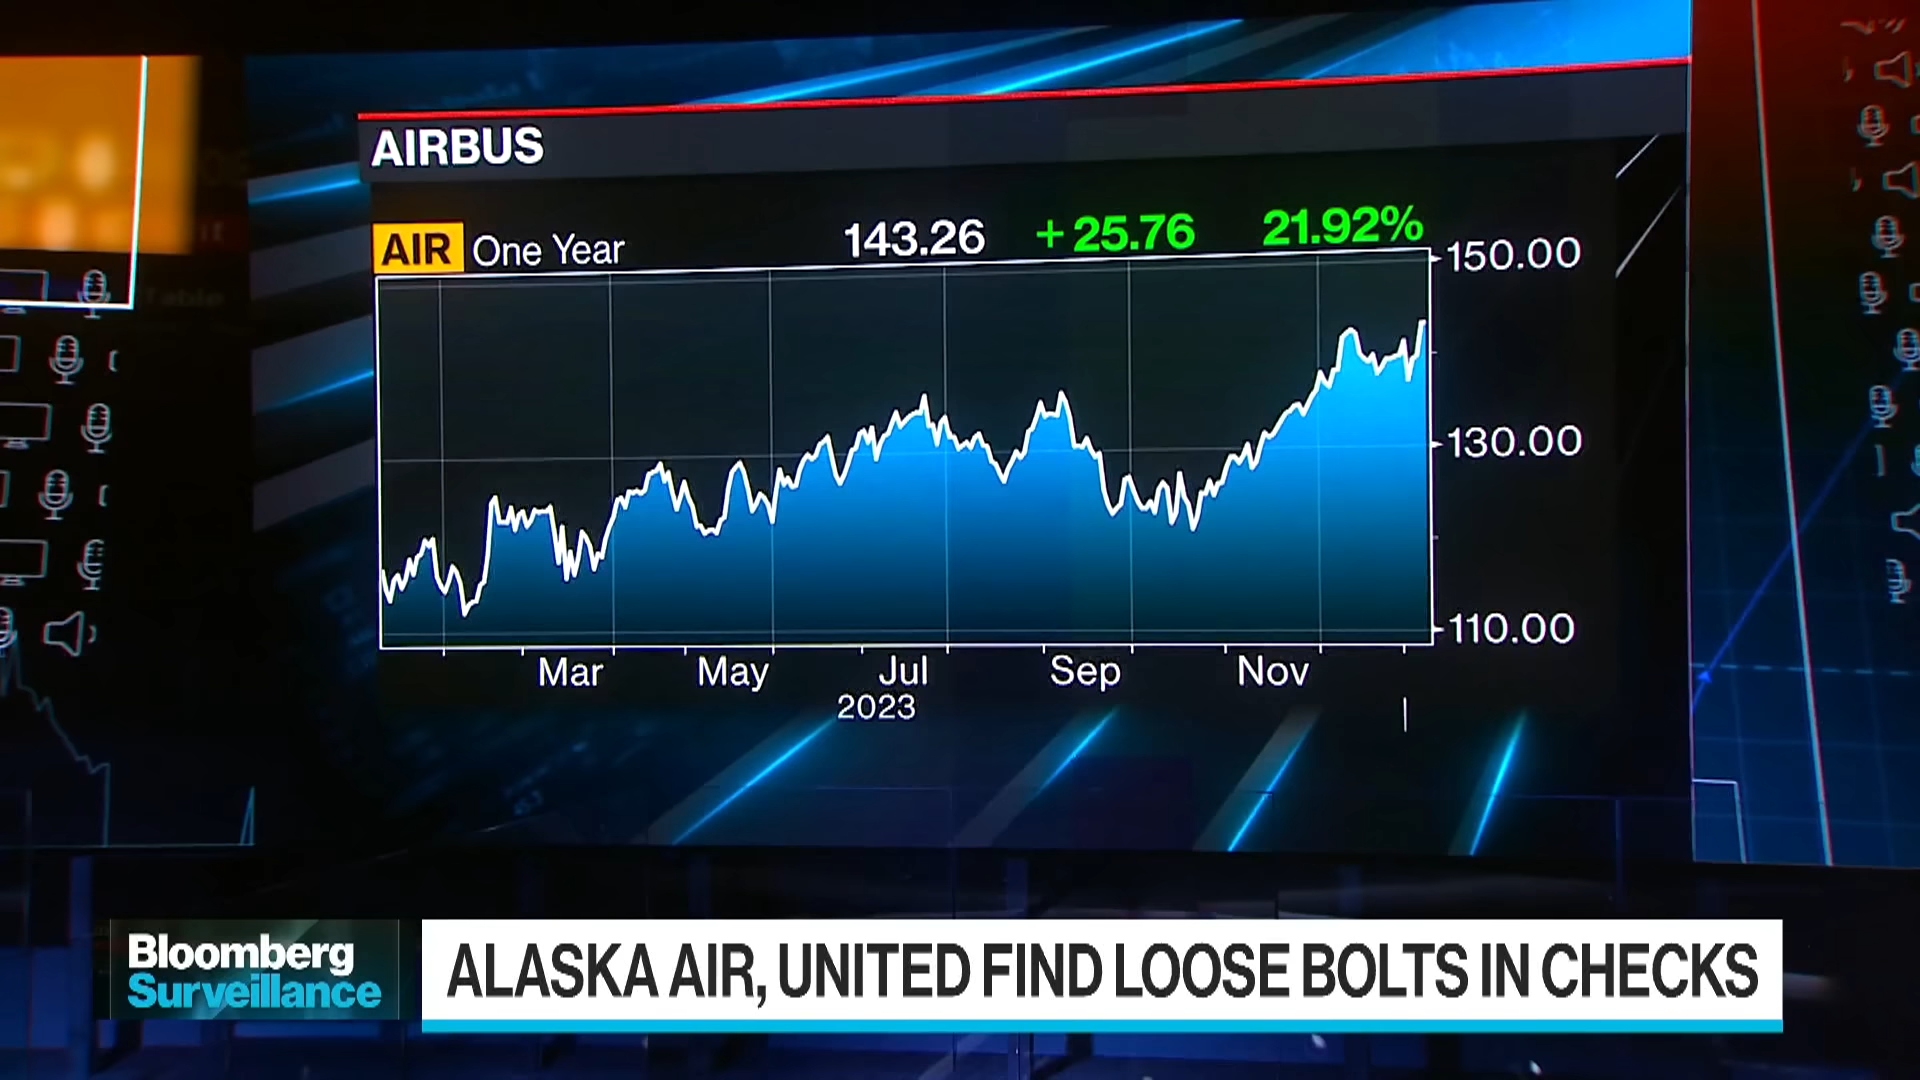 AIRBUS
AIR One Year 143.26 +25.76 21.92%
150.00
130.00
110.00
Mar May Jul Sep Nov
2023
Bloomberg
Surveillance
ALASKA AIR, UNITED FIND LOOSE BOLTS IN CHECKS